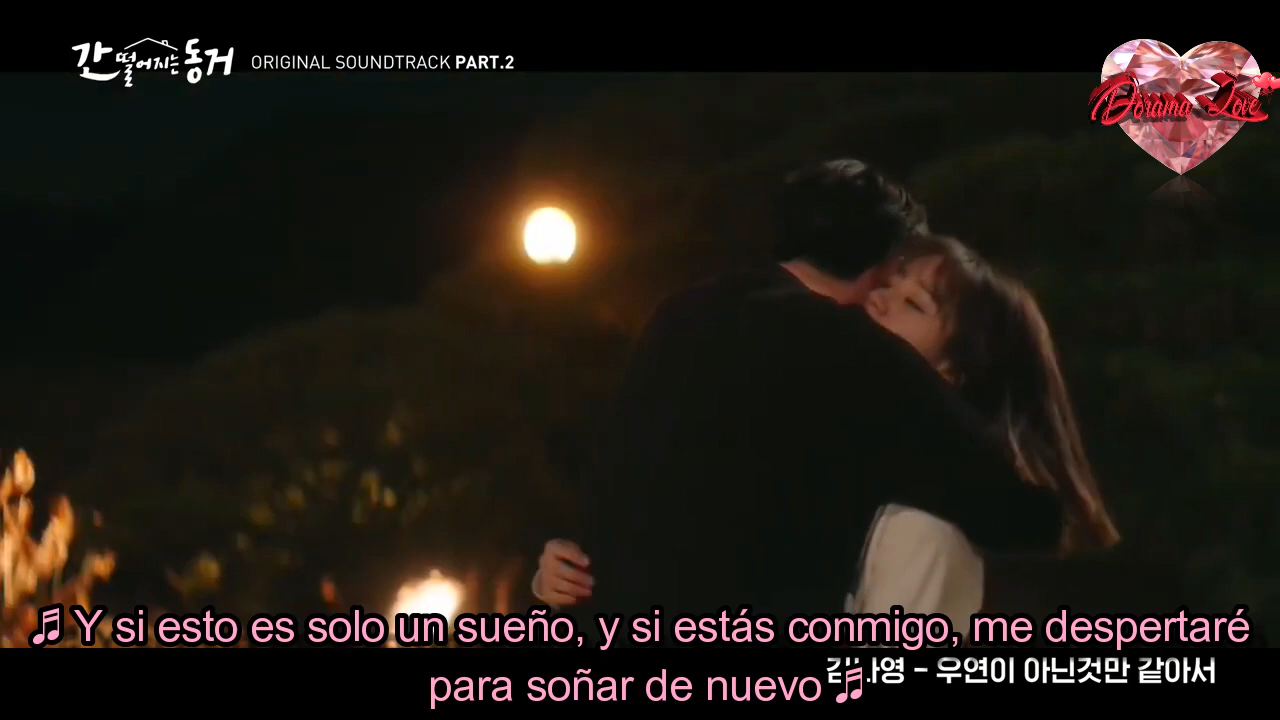 간 떨어지는 동거 ORIGINAL SOUNDTRACK PART.2
Dorama Love
♫ Y si esto es solo un sueño, y si estás conmigo, me despertaré
para soñar de nuevo ♫
– 우연이 아닌것만 같아서